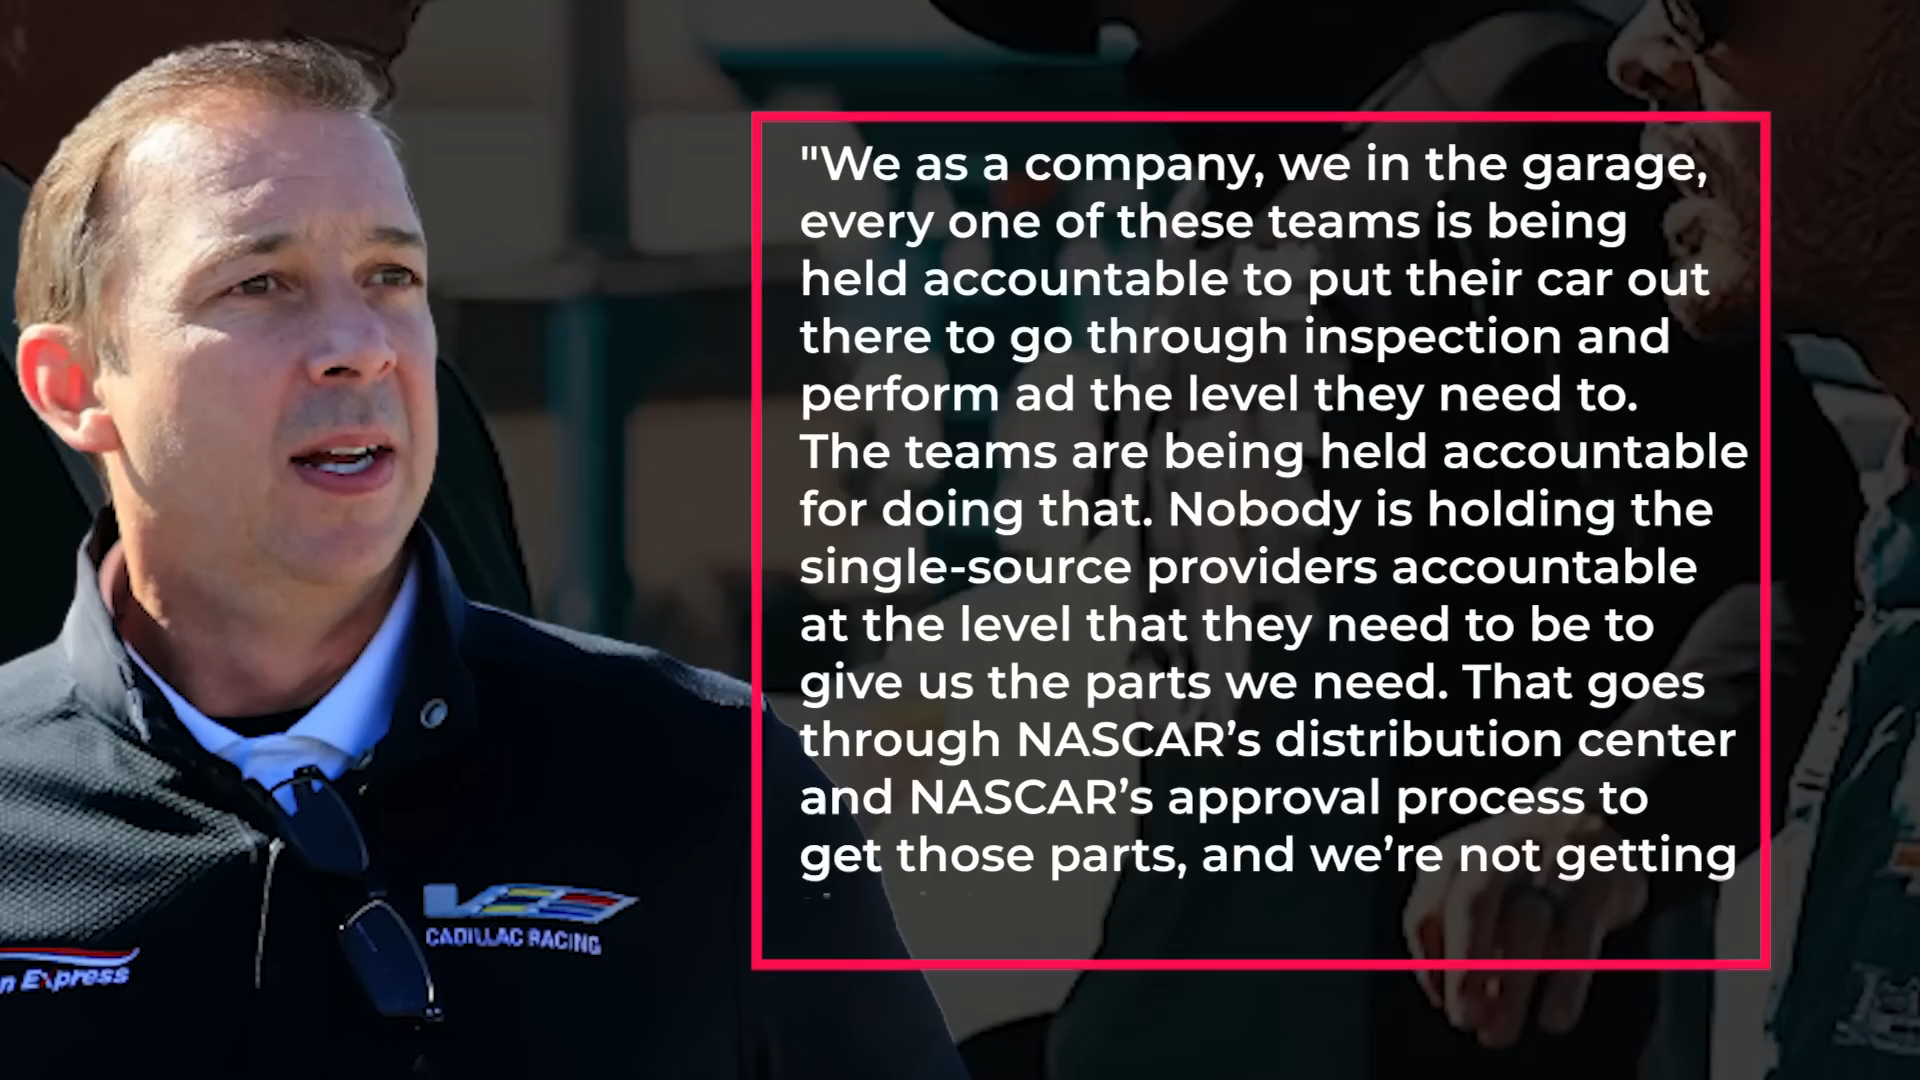 "We as a company, we in the garage,
every one of these teams is being
held accountable to put their car out
there to go through inspection and
perform ad the level they need to.
The teams are being held accountable
for doing that. Nobody is holding the
single-source providers accountable
at the level that they need to be to
give us the parts we need. That goes
through NASCAR’s distribution center
and NASCAR’s approval process to
get those parts, and we’re not getting
CADILLAC RACING
n Express